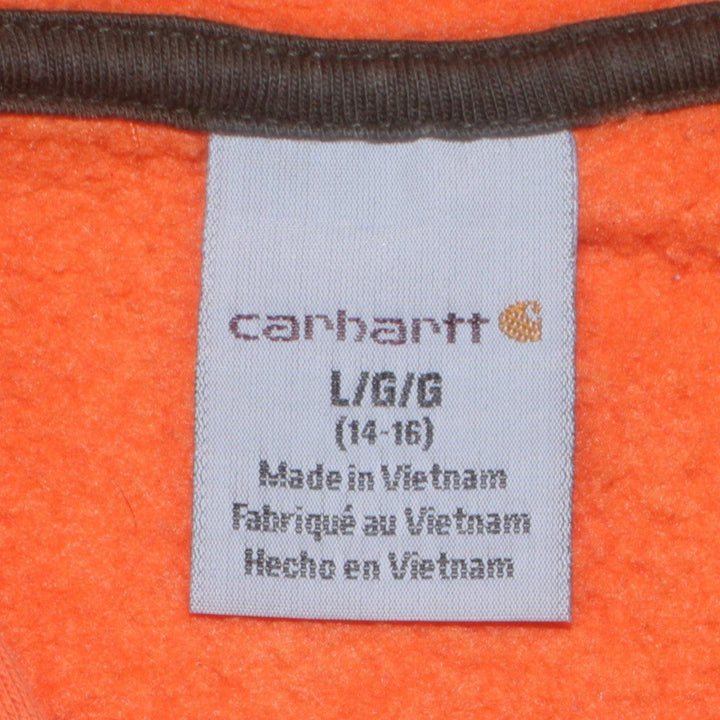 carhartt
L/G/G
(14-16)
Made in Vietnam
Fabriqué au Vietnam
Hecho en Vietnam